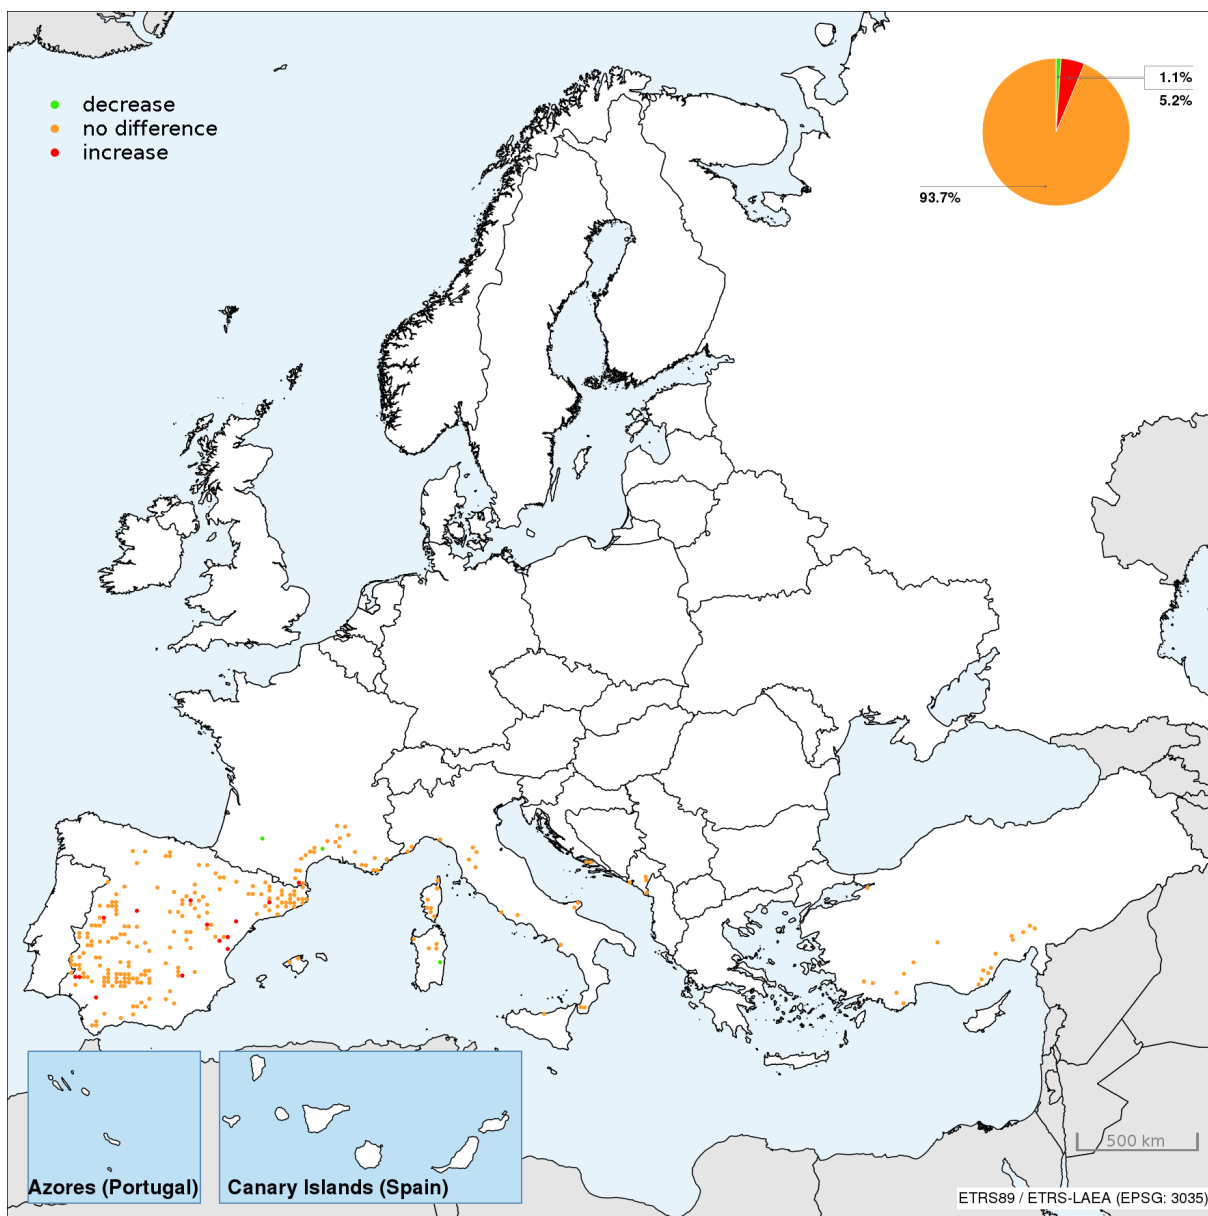 decrease
no difference
increase
1.1%
5.2%
93.7%
500 km
Azores (Portugal)
Canary Islands (Spain)
ETRS89 / ETRS-LAEA (EPSG: 3035)